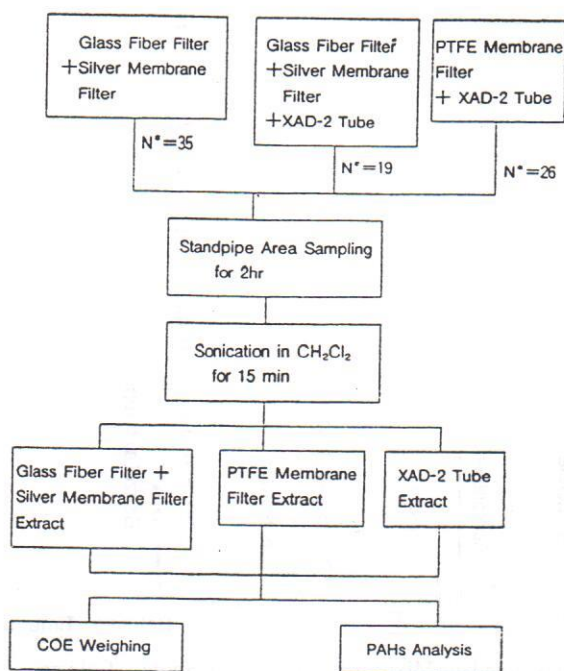 Glass Fiber Filter
+Silver Membrane
Filter
Glass Fiber Filter
+Silver Membrane
Filter
+XAD-2 Tube
PTFE Membrane
Filter
+ XAD-2 Tube
N*=35
N*=19
N*=26
Standpipe Area Sampling
for 2hr
Sonication in CH₂Cl₂
for 15 min
Glass Fiber Filter +
Silver Membrane Filter
Extract
PTFE Membrane
Filter Extract
XAD-2 Tube
Extract
COE Weighing
PAHs Analysis